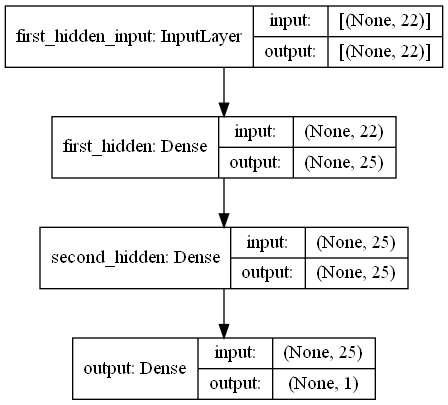 first_hidden_input: InputLayer
input: [(None, 22)]
output: [(None, 22)]
first_hidden: Dense
input: (None, 22)
output: (None, 25)
second_hidden: Dense
input: (None, 25)
output: (None, 25)
output: Dense
input: (None, 25)
output: (None, 1)